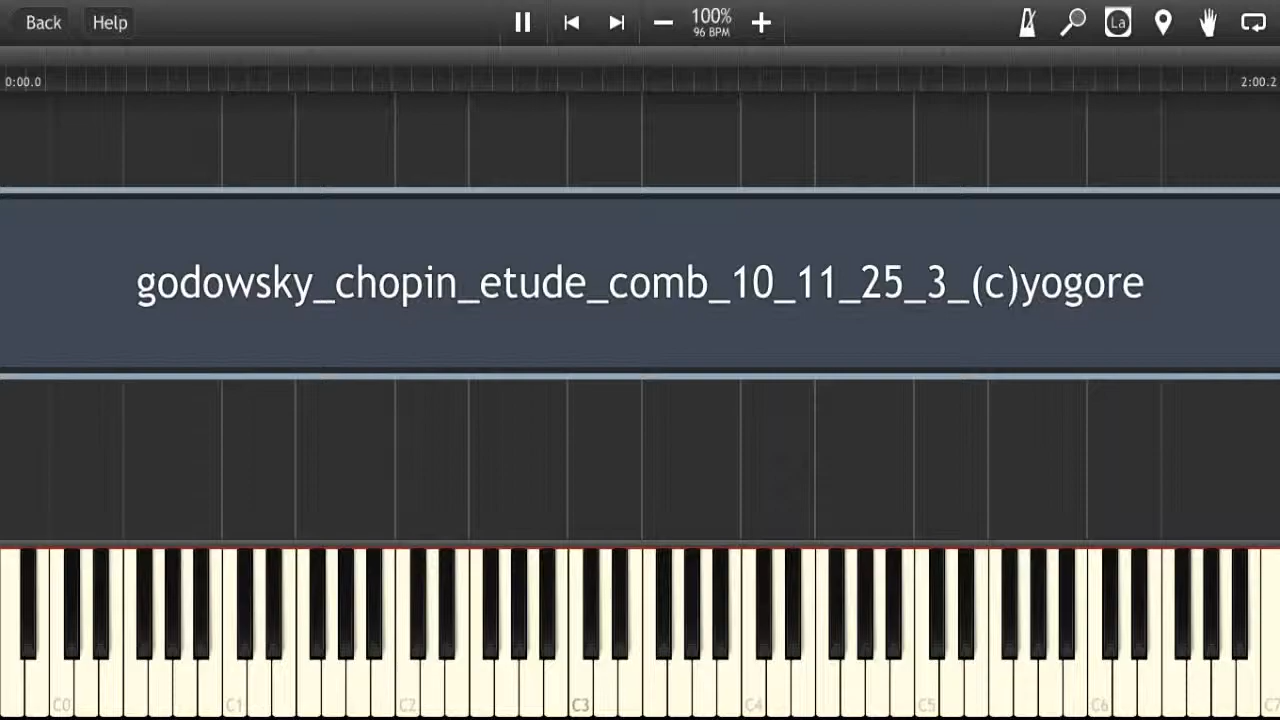 Back Help 100% La
96 BPM
0:00.0 2:00.2
godowsky_chopin_etude_comb_10_11_25_3_(c)yogore
C0 C1 C2 C3 C4 C5 C6 C7